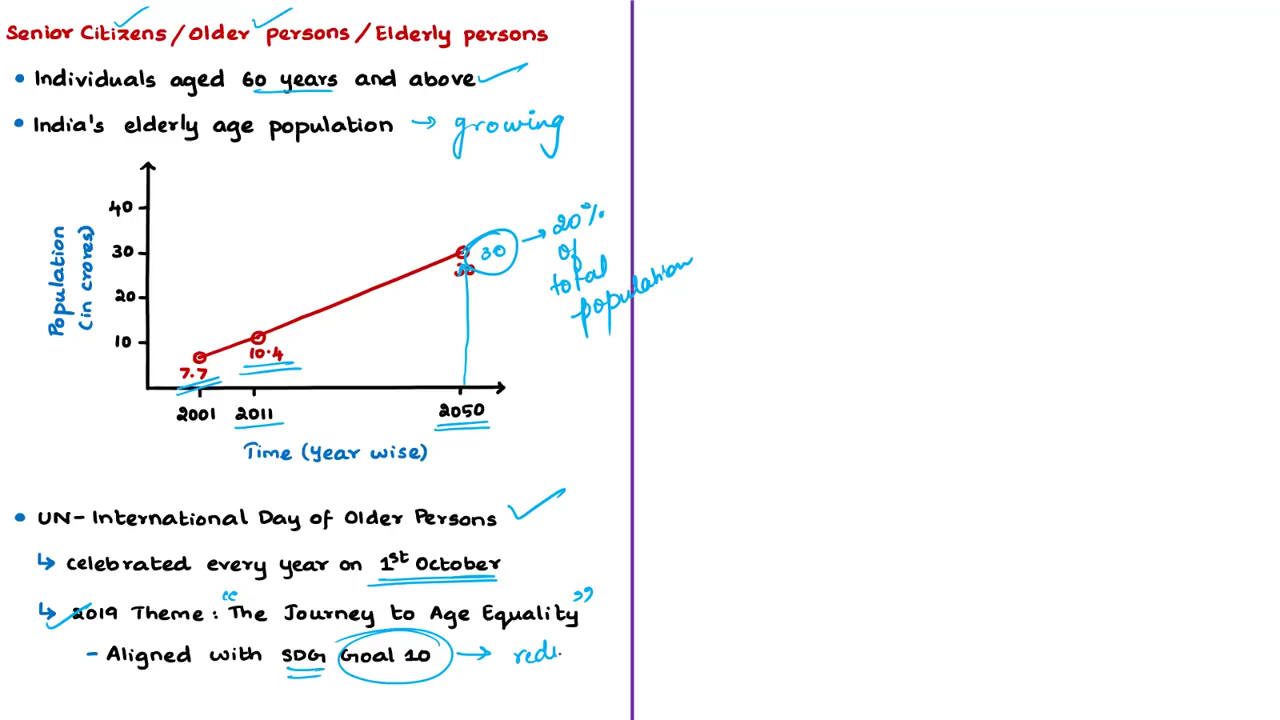 Senior Citizens / Older persons / Elderly persons
• Individuals aged 60 years and above
• India's elderly age population → growing
40
30
20
10
Population
(in crores)
7.7
10.4
30
30
→ 20%
of
total
population
2001 2011 2050
Time (Year wise)
• UN - International Day of Older Persons
↳ celebrated every year on 1st October
↳ 2019 Theme: "The Journey to Age Equality"
- Aligned with SDG Goal 10 →